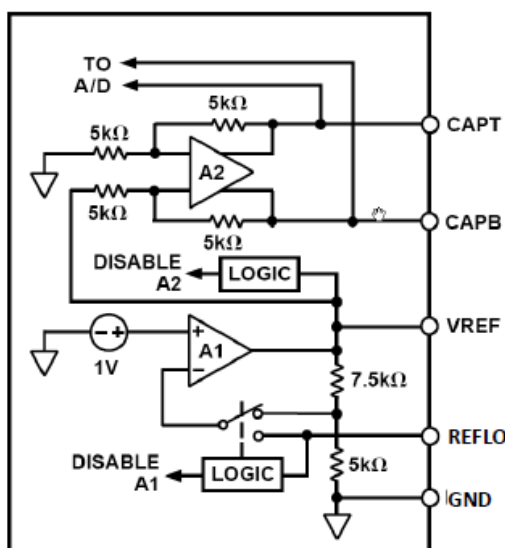 TO
A/D
5kΩ
CAPT
5kΩ
A2
5kΩ
5kΩ
CAPB
DISABLE
A2
LOGIC
VREF
- +
1V
+
A1
-
7.5kΩ
REFLO
DISABLE
A1
LOGIC
5kΩ
GND